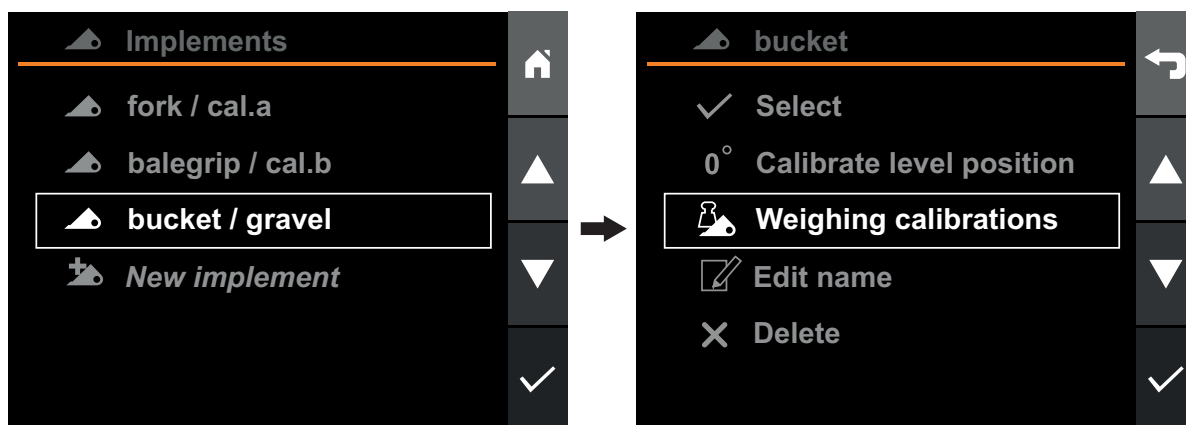 Implements
fork / cal.a
balegrip / cal.b
bucket / gravel
New implement
bucket
Select
0° Calibrate level position
Weighing calibrations
Edit name
Delete